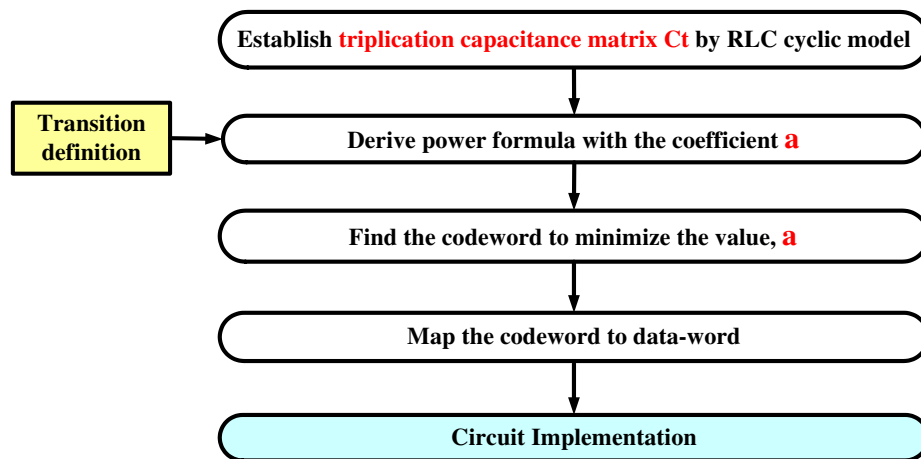 Establish triplication capacitance matrix Ct by RLC cyclic model
Transition
definition
Derive power formula with the coefficient a
Find the codeword to minimize the value, a
Map the codeword to data-word
Circuit Implementation